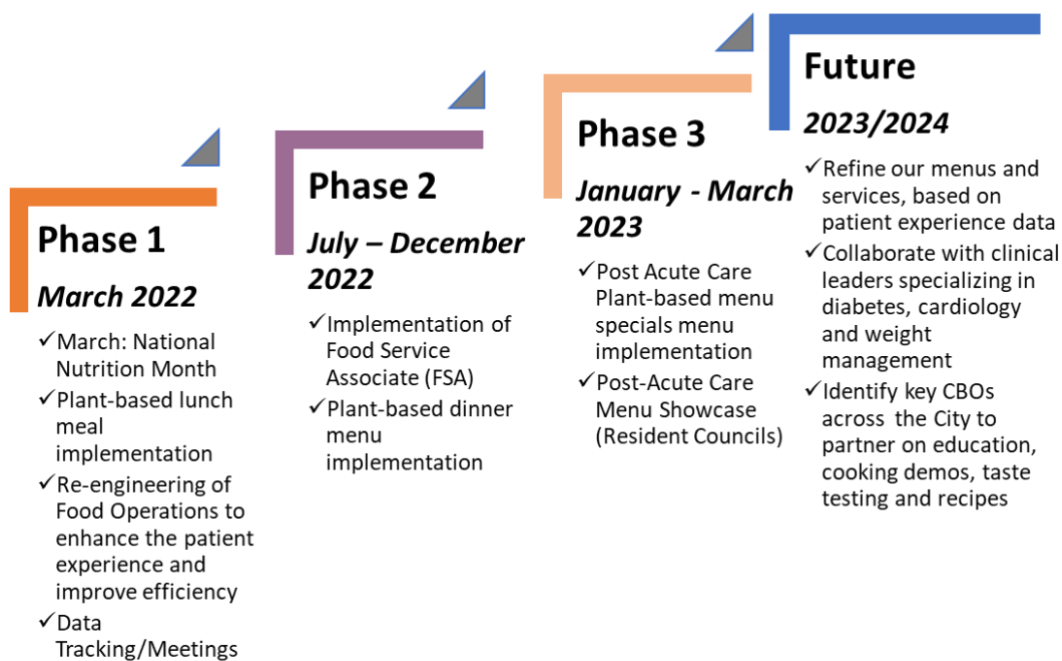 Phase 1
March 2022
✓March: National
Nutrition Month
✓Plant-based lunch
meal
implementation
✓Re-engineering of
Food Operations to
enhance the patient
experience and
improve efficiency
✓Data
Tracking/Meetings
Phase 2
July – December
2022
✓Implementation of
Food Service
Associate (FSA)
✓Plant-based dinner
menu
implementation
Phase 3
January - March
2023
✓Post Acute Care
Plant-based menu
specials menu
implementation
✓Post-Acute Care
Menu Showcase
(Resident Councils)
Future
2023/2024
✓Refine our menus and
services, based on
patient experience data
✓Collaborate with clinical
leaders specializing in
diabetes, cardiology
and weight
management
✓Identify key CBOs
across the City to
partner on education,
cooking demos, taste
testing and recipes